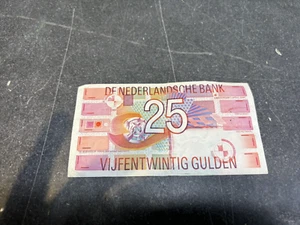 DE NEDERLANDSCHE BANK
25
VIJFENTWINTIG GULDEN